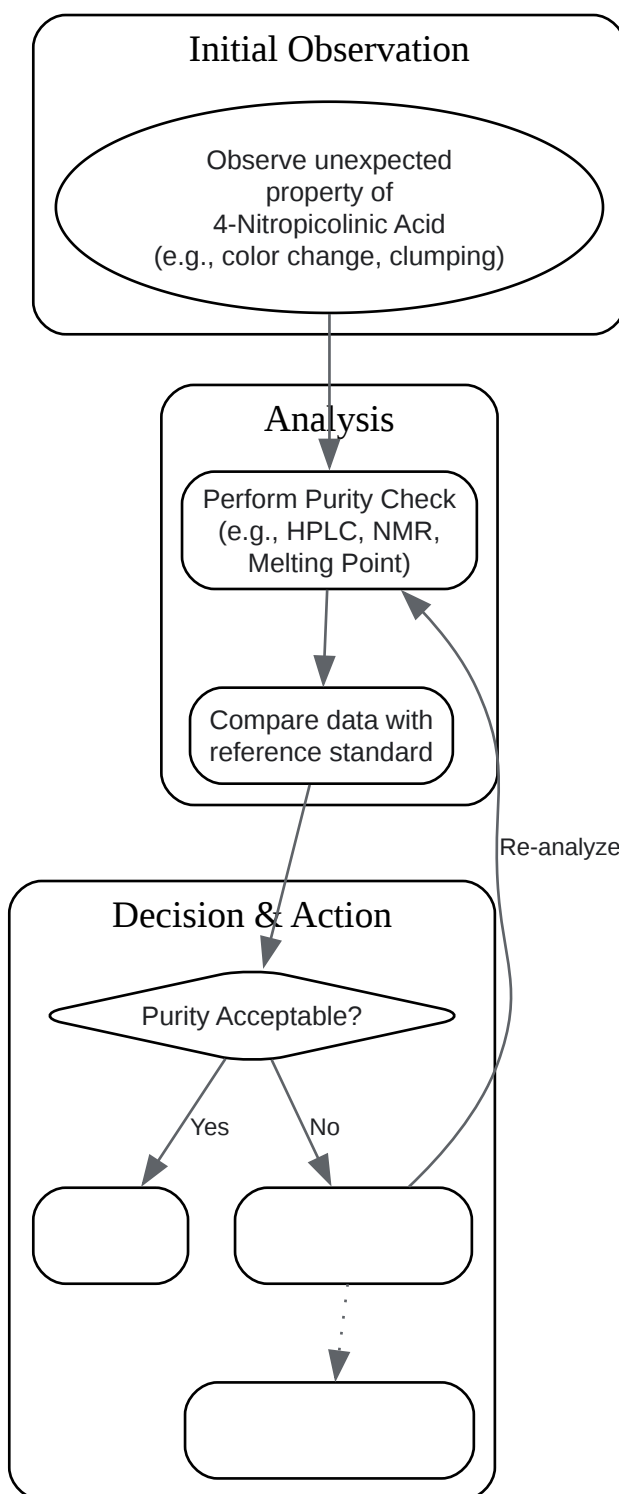 Initial Observation
Observe unexpected
property of
4-Nitropicolinic Acid
(e.g., color change, clumping)
Analysis
Perform Purity Check
(e.g., HPLC, NMR,
Melting Point)
Compare data with
reference standard
Re-analyze
Decision & Action
Purity Acceptable?
Yes
No